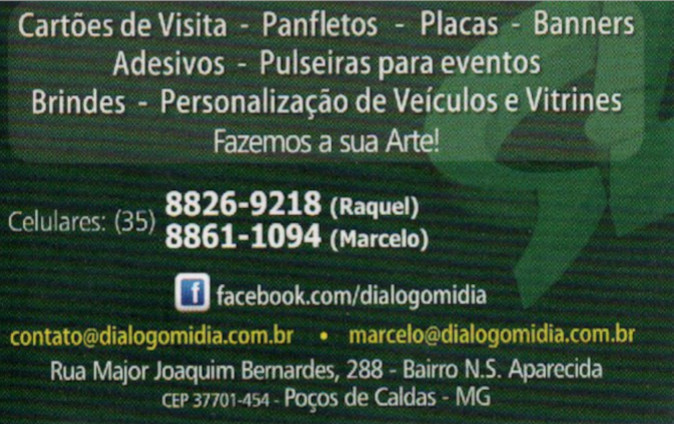 Cartões de Visita - Panfletos - Placas - Banners
Adesivos - Pulseiras para eventos
Brindes - Personalização de Veículos e Vitrines
Fazemos a sua Arte!
Celulares: (35) 8826-9218 (Raquel)
8861-1094 (Marcelo)
f facebook.com/dialogomidia
contato@dialogomidia.com.br • marcelo@dialogomidia.com.br
Rua Major Joaquim Bernardes, 288 - Bairro N.S. Aparecida
CEP 37701-454 - Poços de Caldas - MG